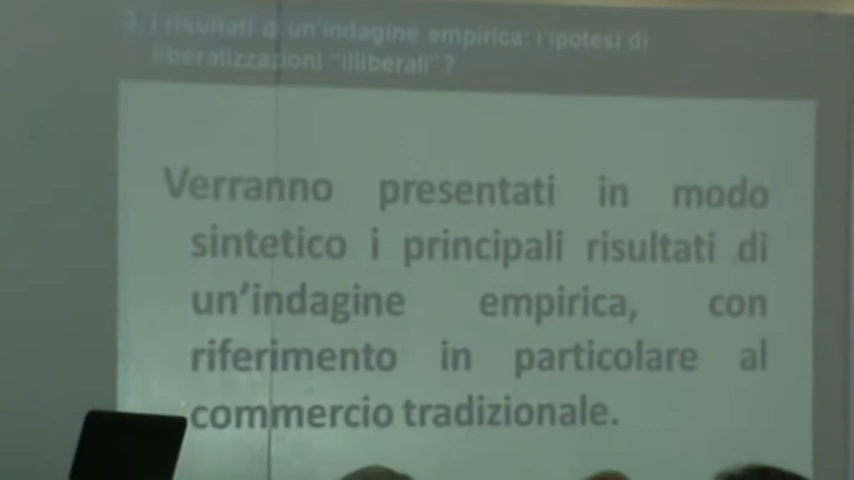 3. I risultati di un'indagine empirica: l'ipotesi di
liberalizzazioni "illiberali"?
Verranno presentati in modo
sintetico i principali risultati di
un'indagine empirica, con
riferimento in particolare al
commercio tradizionale.